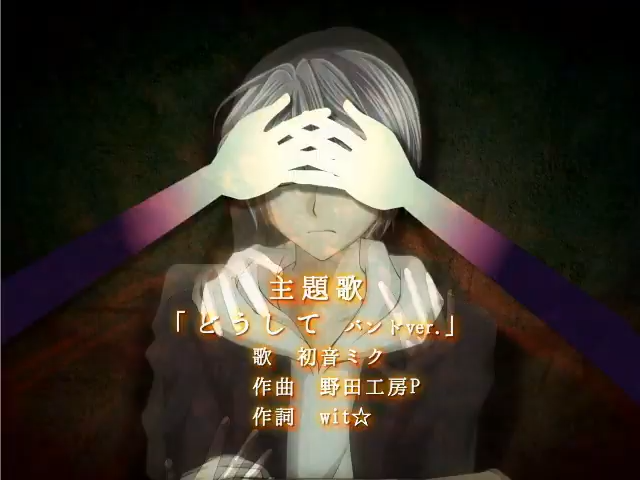 主題歌
「どうして バンドver.」
歌 初音ミク
作曲 野田工房P
作詞 wit☆